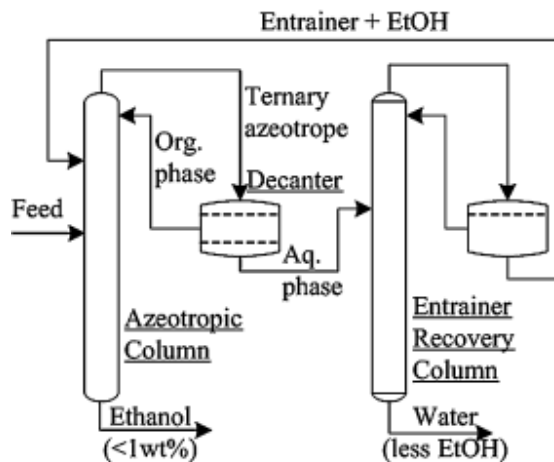 Entrainer + EtOH
Ternary
azeotrope
Org.
phase
Decanter
Feed
Aq.
phase
Azeotropic
Column
Entrainer
Recovery
Column
Ethanol
(<1wt%)
Water
(less EtOH)